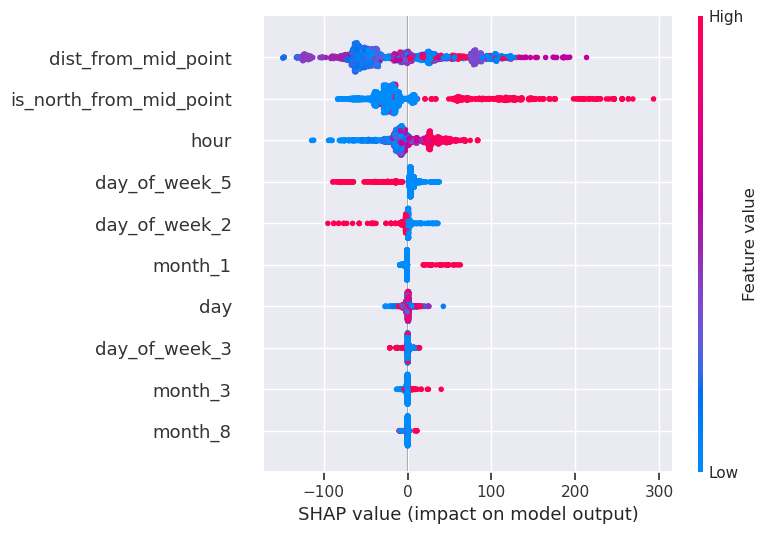 High
dist_from_mid_point
is_north_from_mid_point
hour
day_of_week_5
day_of_week_2
month_1
day
day_of_week_3
month_3
month_8
Feature value
Low
−100 0 100 200 300
SHAP value (impact on model output)